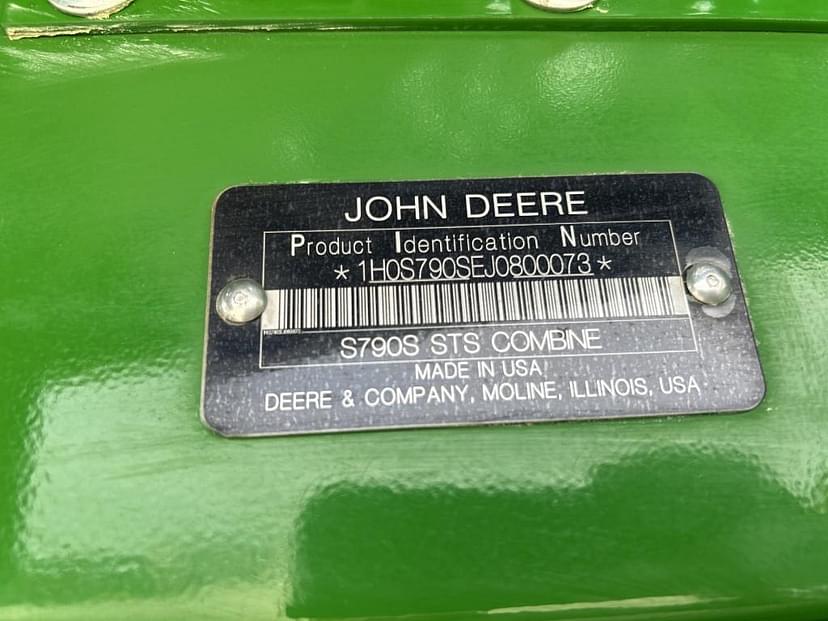 JOHN DEERE
Product Identification Number
*1H0S790SEJ0800073*
S790S STS COMBINE
MADE IN USA
DEERE & COMPANY, MOLINE, ILLINOIS, USA